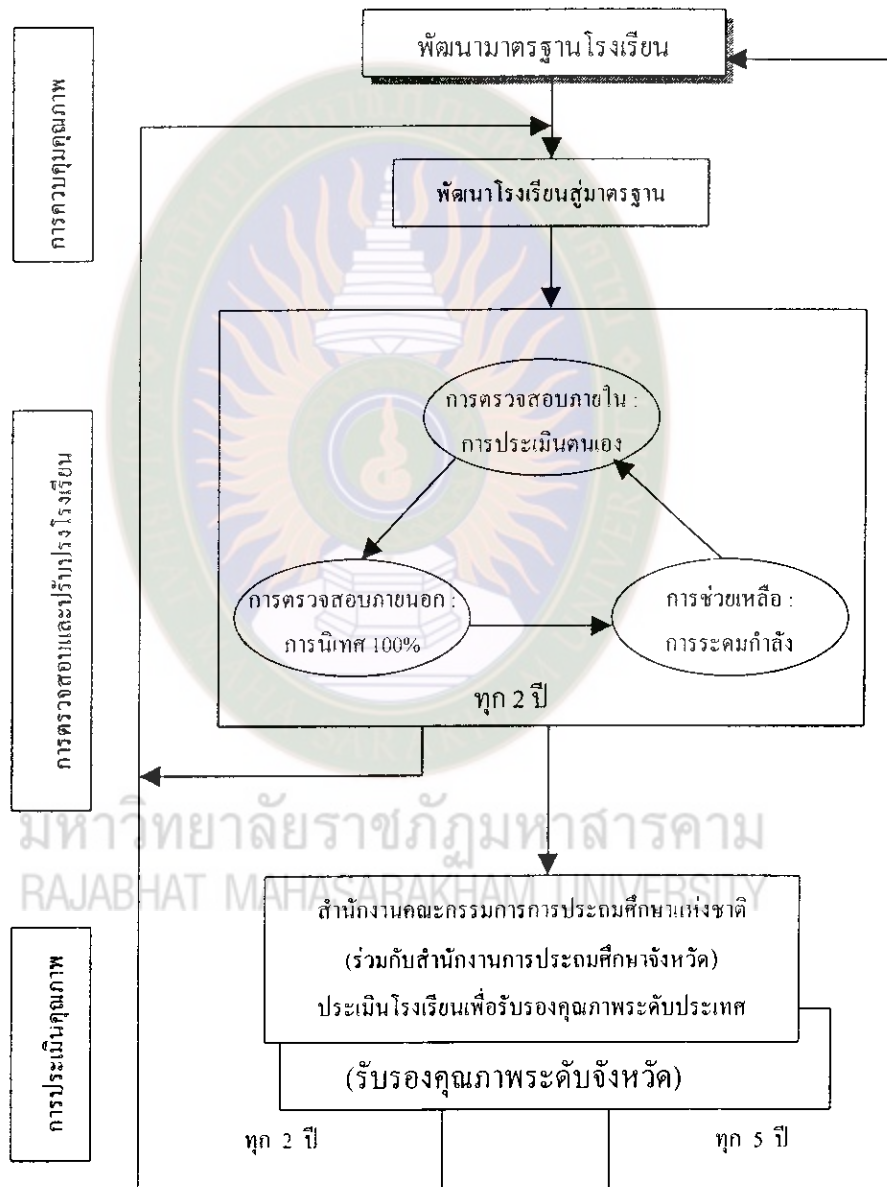 พัฒนามาตรฐานโรงเรียน
การควบคุมคุณภาพ
พัฒนาโรงเรียนสู่มาตรฐาน
การตรวจสอบและปรับปรุงโรงเรียน
การตรวจสอบภายใน :
การประเมินตนเอง
การตรวจสอบภายนอก :
การนิเทศ 100%
การช่วยเหลือ :
การระดมกำลัง
ทุก 2 ปี
มหาวิทยาลัยราชภัฏมหาสารคาม
RAJABHAT MAHASARAKHAM UNIVERSITY
การประเมินคุณภาพ
สำนักงานคณะกรรมการการประถมศึกษาแห่งชาติ
(ร่วมกับสำนักงานการประถมศึกษาจังหวัด)
ประเมินโรงเรียนเพื่อรับรองคุณภาพระดับประเทศ
(รับรองคุณภาพระดับจังหวัด)
ทุก 2 ปี
ทุก 5 ปี